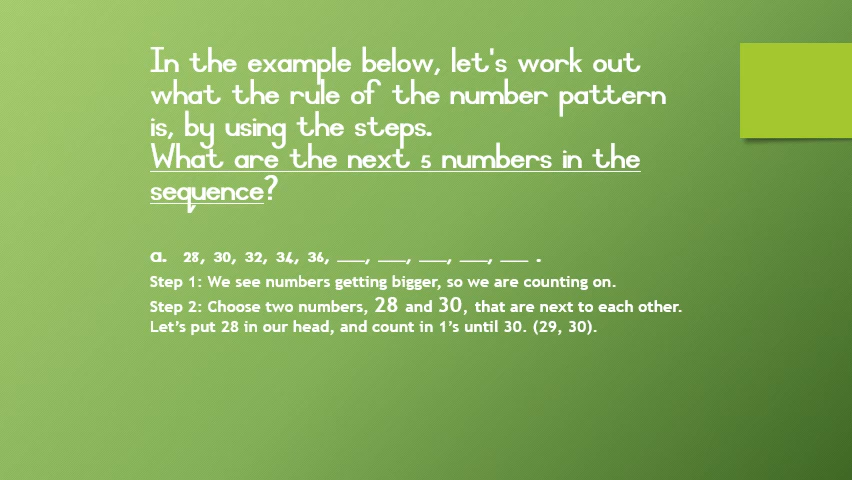 In the example below, let's work out
what the rule of the number pattern
is, by using the steps.
What are the next 5 numbers in the
sequence?
a. 28, 30, 32, 34, 36, ___, ___, ___, ___, ___ .
Step 1: We see numbers getting bigger, so we are counting on.
Step 2: Choose two numbers, 28 and 30, that are next to each other.
Let’s put 28 in our head, and count in 1’s until 30. (29, 30).